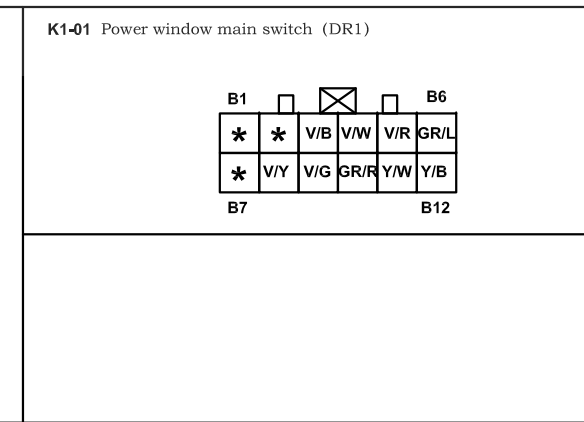 K1-01 Power window main switch (DR1)
B1 B6
* * V/B V/W V/R GR/L
* V/Y V/G GR/R Y/W Y/B
B7 B12